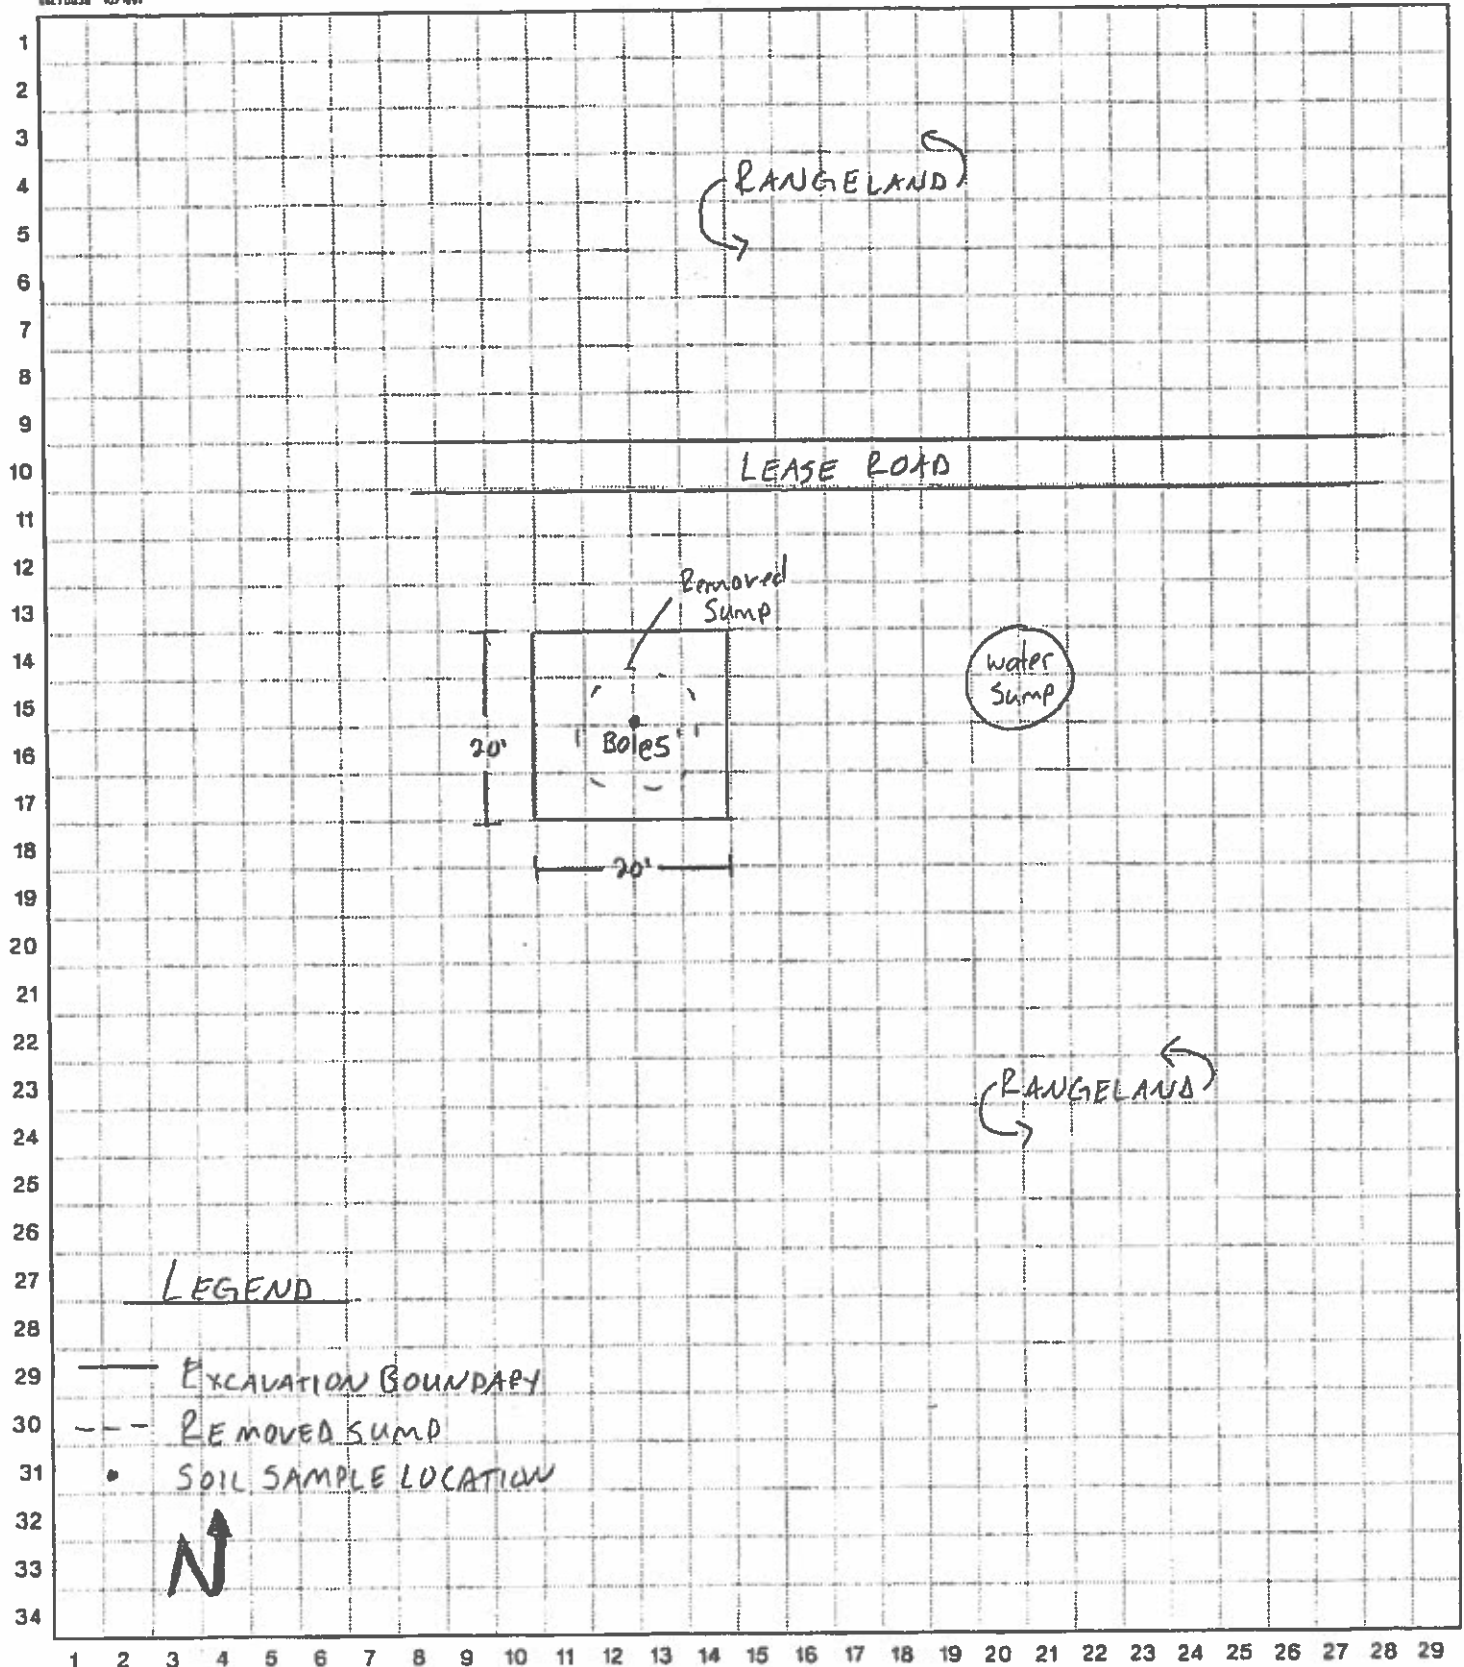 1
2
3
4
5
6
7
8
9
10
11
12
13
14
15
16
17
18
19
20
21
22
23
24
25
26
27
28
29
30
31
32
33
34
RANGELAND
LEASE ROAD
Removed
Sump
water
Sump
Boles
20'
20'
RANGELAND
LEGEND
EXCAVATION BOUNDARY
REMOVED SUMP
SOIL SAMPLE LOCATION
N
1 2 3 4 5 6 7 8 9 10 11 12 13 14 15 16 17 18 19 20 21 22 23 24 25 26 27 28 29